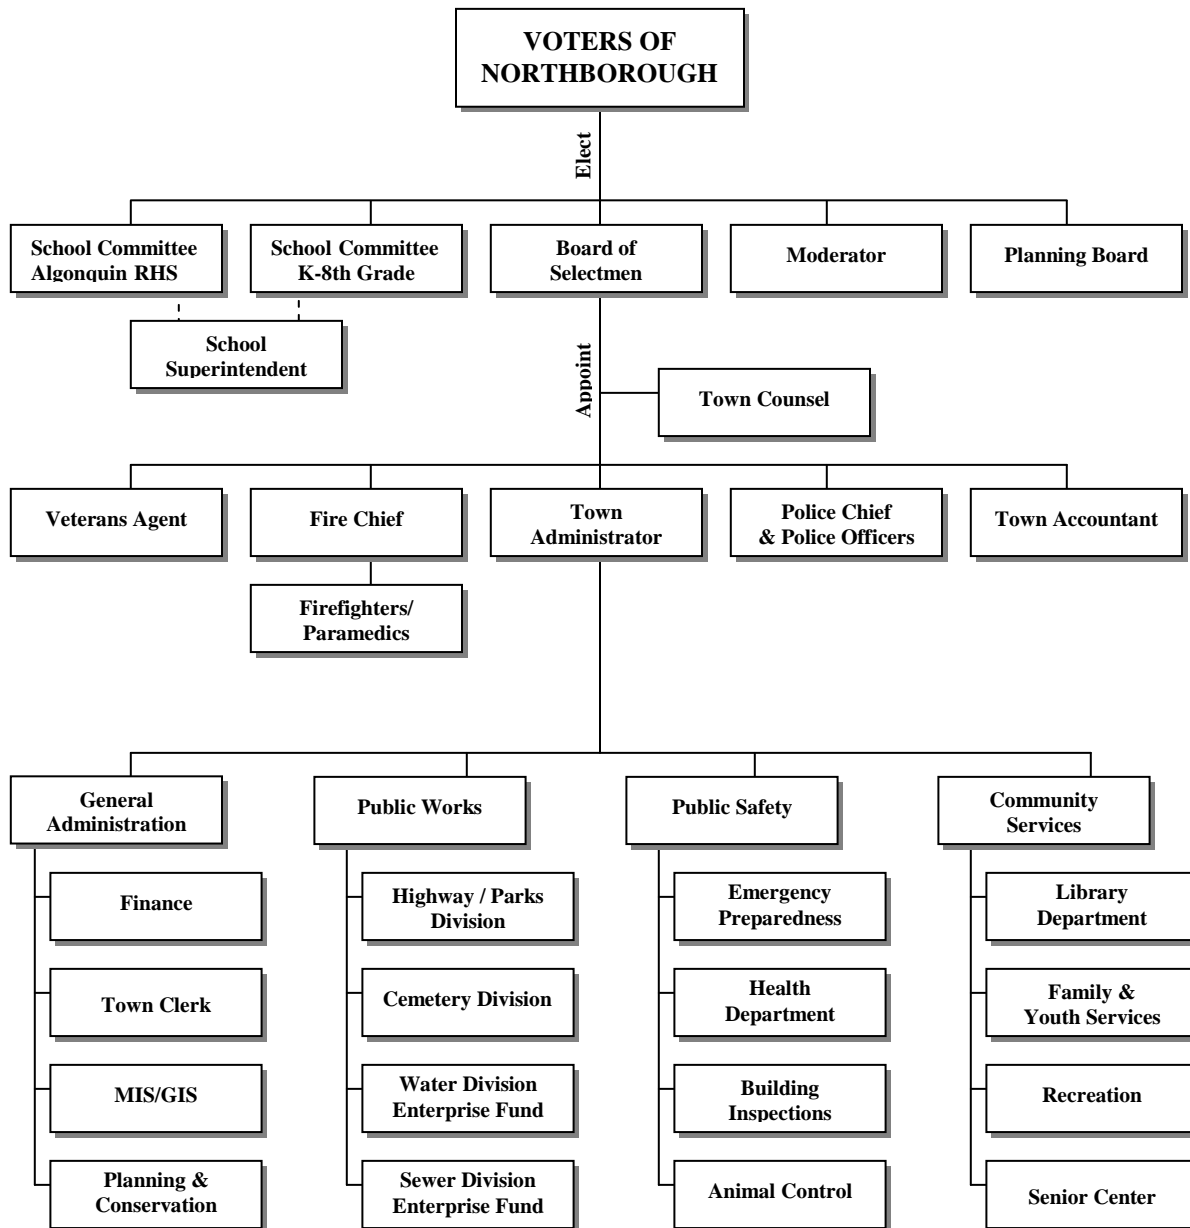 VOTERS OF
NORTHBOROUGH
Elect
School Committee
Algonquin RHS
School Committee
K-8th Grade
Board of
Selectmen
Moderator
Planning Board
School
Superintendent
Appoint
Town Counsel
Veterans Agent
Fire Chief
Town
Administrator
Police Chief
& Police Officers
Town Accountant
Firefighters/
Paramedics
General
Administration
Public Works
Public Safety
Community
Services
Finance
Highway / Parks
Division
Emergency
Preparedness
Library
Department
Town Clerk
Cemetery Division
Health
Department
Family &
Youth Services
MIS/GIS
Water Division
Enterprise Fund
Building
Inspections
Recreation
Planning &
Conservation
Sewer Division
Enterprise Fund
Animal Control
Senior Center